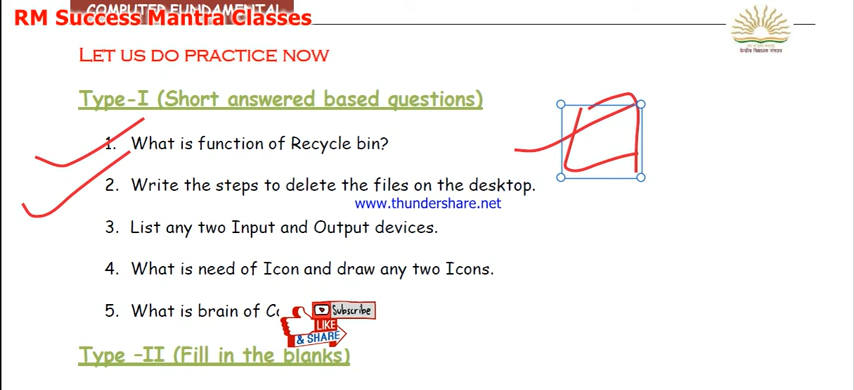 COMPUTED FUNDAMENTAL
RM Success Mantra Classes
LET US DO PRACTICE NOW
Type-I (Short answered based questions)
1. What is function of Recycle bin?
2. Write the steps to delete the files on the desktop.
www.thundershare.net
3. List any two Input and Output devices.
4. What is need of Icon and draw any two Icons.
5. What is brain of
Subscribe
LIKE
& SHARE
Type -II (Fill in the blanks)
केन्द्रीय विद्यालय संगठन